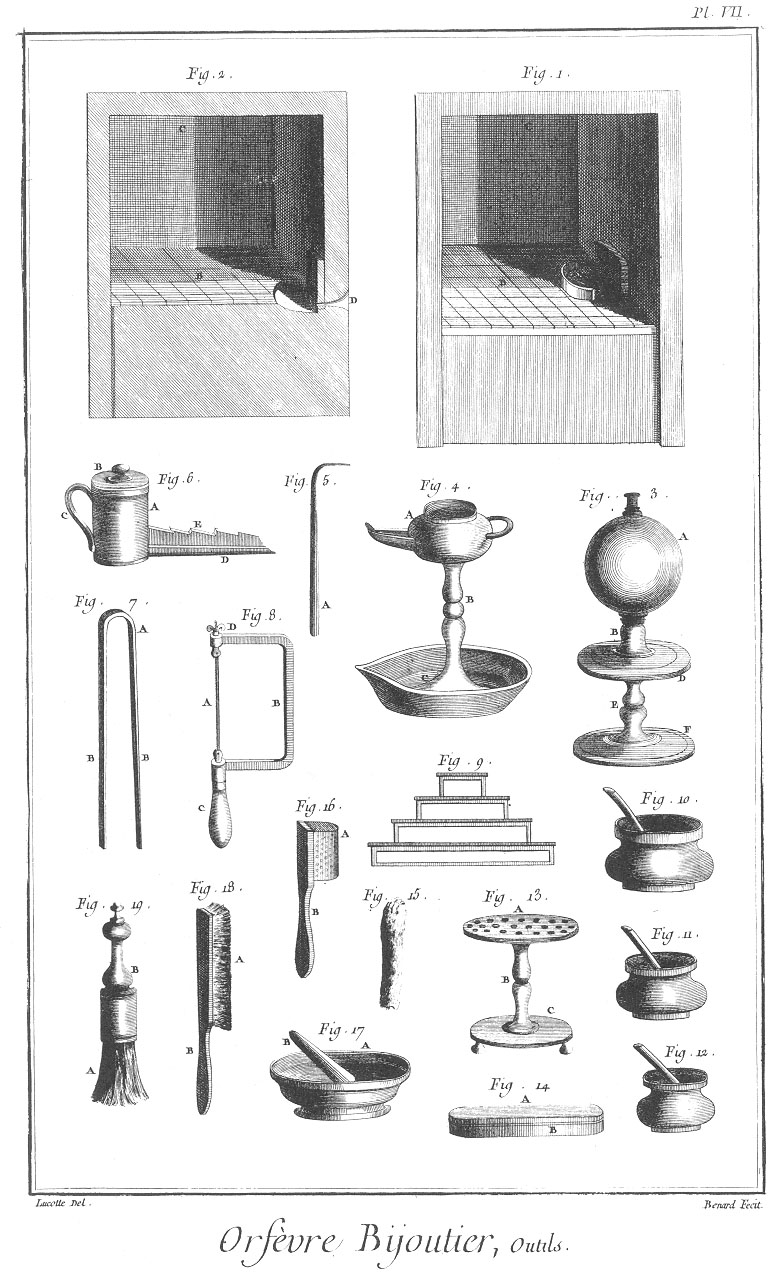 Pl. VII.
Fig. 2.
Fig. 1.
C
C
B
B
D
B
Fig. 6.
A
C
E
D
Fig. 5.
A
Fig. 4.
A
B
C
Fig. 3.
A
B
D
E
F
Fig. 7.
A
B
B
Fig. 8.
D
A
B
C
Fig. 9.
Fig. 10.
Fig. 16.
A
B
Fig. 19.
B
A
Fig. 18.
A
B
Fig. 15.
Fig. 13.
A
B
C
Fig. 11.
Fig. 17
B
A
Fig. 12.
Fig. 14
A
B
Lucotte Del.
Benard Fecit.
Orfèvre Bijoutier, Outils.